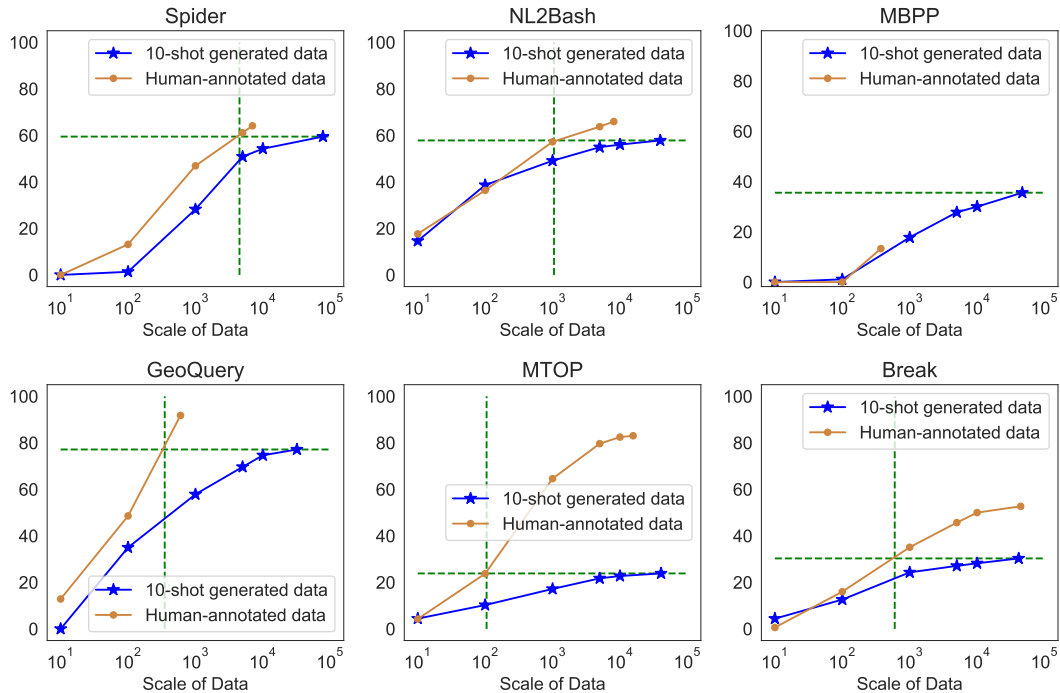 Spider
100
80
60
40
20
0
10-shot generated data
Human-annotated data
10^1 10^2 10^3 10^4 10^5
Scale of Data
NL2Bash
100
80
60
40
20
0
10-shot generated data
Human-annotated data
10^1 10^2 10^3 10^4 10^5
Scale of Data
MBPP
100
80
60
40
20
0
10-shot generated data
Human-annotated data
10^1 10^2 10^3 10^4 10^5
Scale of Data
GeoQuery
100
80
60
40
20
0
10-shot generated data
Human-annotated data
10^1 10^2 10^3 10^4 10^5
Scale of Data
MTOP
100
80
60
40
20
0
10-shot generated data
Human-annotated data
10^1 10^2 10^3 10^4 10^5
Scale of Data
Break
100
80
60
40
20
0
10-shot generated data
Human-annotated data
10^1 10^2 10^3 10^4 10^5
Scale of Data